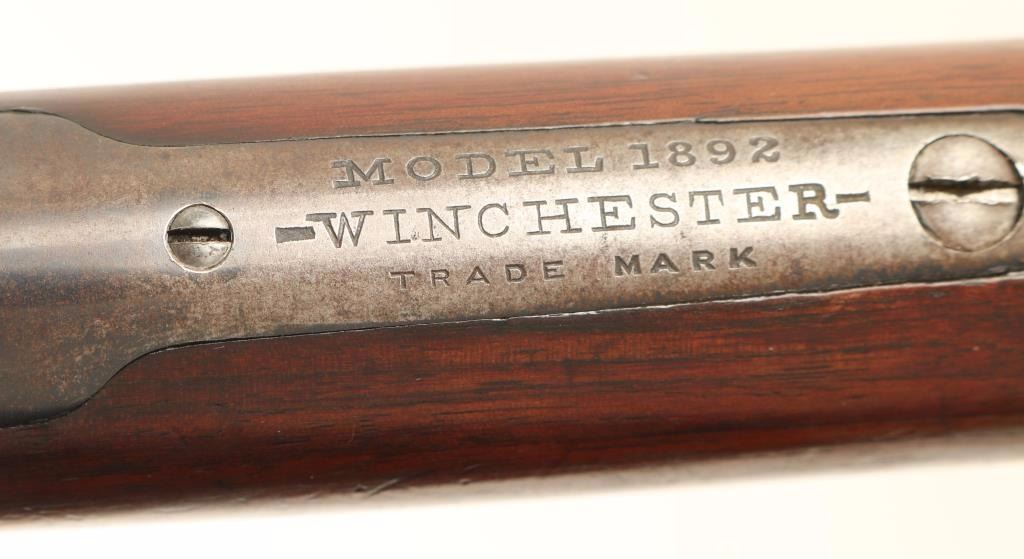 MODEL 1892
-WINCHESTER-
TRADE MARK